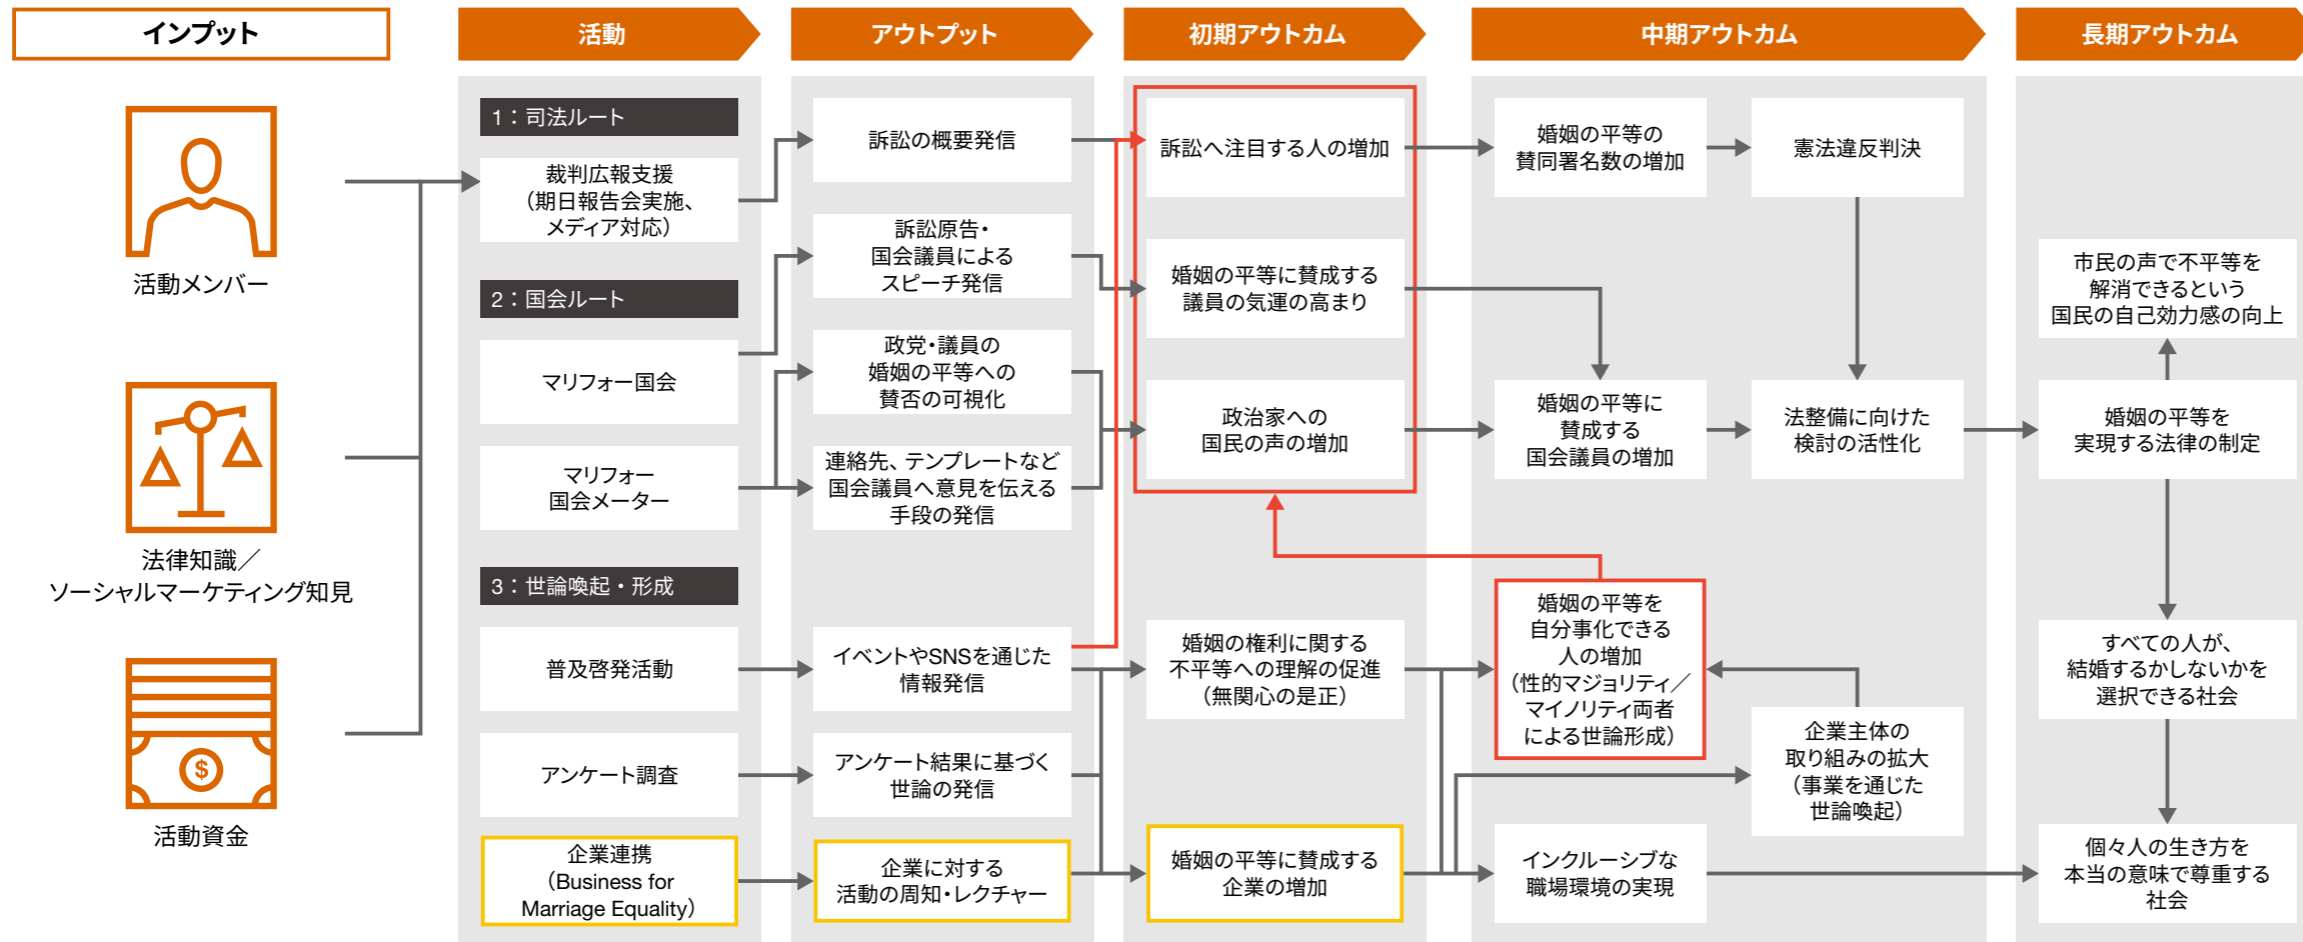 インプット
活動
アウトプット
初期アウトカム
中期アウトカム
長期アウトカム
活動メンバー
法律知識／
ソーシャルマーケティング知見
$
活動資金
1：司法ルート
裁判広報支援
（期日報告会実施、
メディア対応）
2：国会ルート
マリフォー国会
マリフォー
国会メーター
3：世論喚起・形成
普及啓発活動
アンケート調査
企業連携
（Business for
Marriage Equality）
訴訟の概要発信
訴訟原告・
国会議員による
スピーチ発信
政党・議員の
婚姻の平等への
賛否の可視化
連絡先、テンプレートなど
国会議員へ意見を伝える
手段の発信
イベントやSNSを通じた
情報発信
アンケート結果に基づく
世論の発信
企業に対する
活動の周知・レクチャー
訴訟へ注目する人の増加
婚姻の平等に賛成する
議員の気運の高まり
政治家への
国民の声の増加
婚姻の権利に関する
不平等への理解の促進
（無関心の是正）
婚姻の平等に賛成する
企業の増加
婚姻の平等の
賛同署名数の増加
憲法違反判決
婚姻の平等に
賛成する
国会議員の増加
法整備に向けた
検討の活性化
婚姻の平等を
自分事化できる
人の増加
（性的マジョリティ／
マイノリティ両者
による世論形成）
企業主体の
取り組みの拡大
（事業を通じた
世論喚起）
インクルーシブな
職場環境の実現
市民の声で不平等を
解消できるという
国民の自己効力感の向上
婚姻の平等を
実現する法律の制定
すべての人が、
結婚するかしないかを
選択できる社会
個々人の生き方を
本当の意味で尊重する
社会